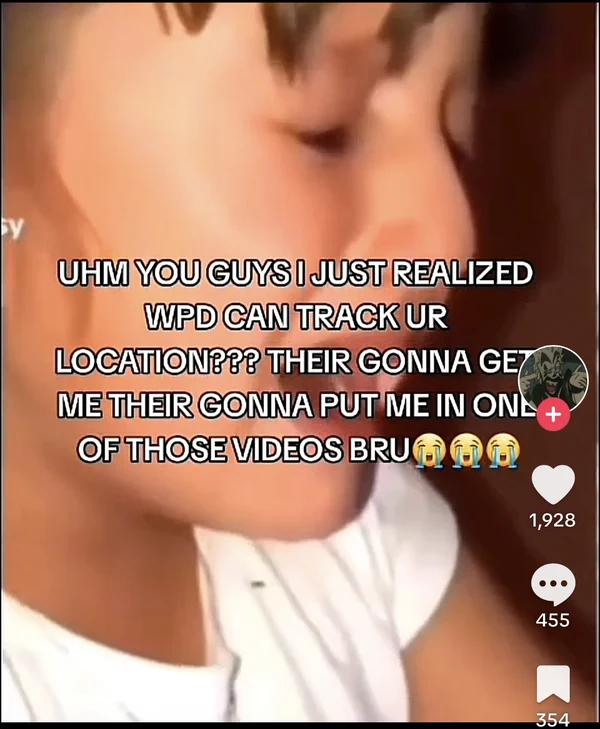 sy
UHM YOU GUYS I JUST REALIZED
WPD CAN TRACK UR
LOCATION??? THEIR GONNA GET
ME THEIR GONNA PUT ME IN ONE
OF THOSE VIDEOS BRU😭😭😭
1,928
455
354